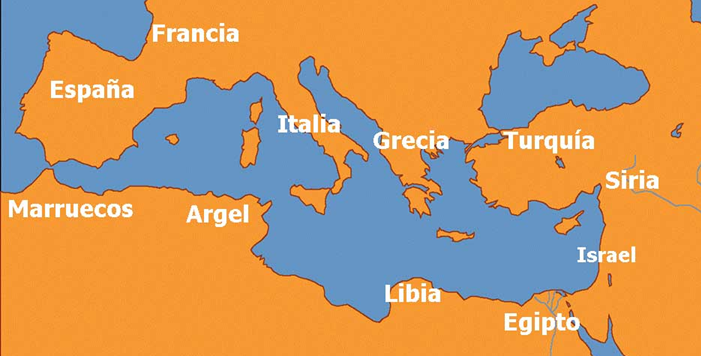 Francia
España
Italia
Grecia
Turquía
Siria
Marruecos
Argel
Israel
Libia
Egipto